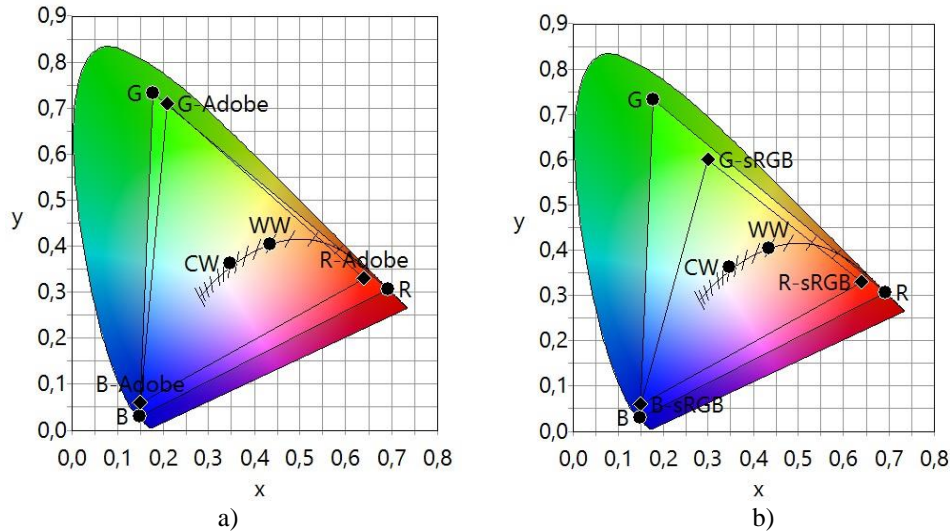 0,9
0,8
0,7
0,6
0,5
0,4
0,3
0,2
0,1
0,0
y
G
G-Adobe
WW
CW
R-Adobe
R
B-Adobe
B
0,0 0,1 0,2 0,3 0,4 0,5 0,6 0,7 0,8
x
a)
0,9
0,8
0,7
0,6
0,5
0,4
0,3
0,2
0,1
0,0
y
G
G-sRGB
WW
CW
R-sRGB
R
B-sRGB
B
0,0 0,1 0,2 0,3 0,4 0,5 0,6 0,7 0,8
x
b)